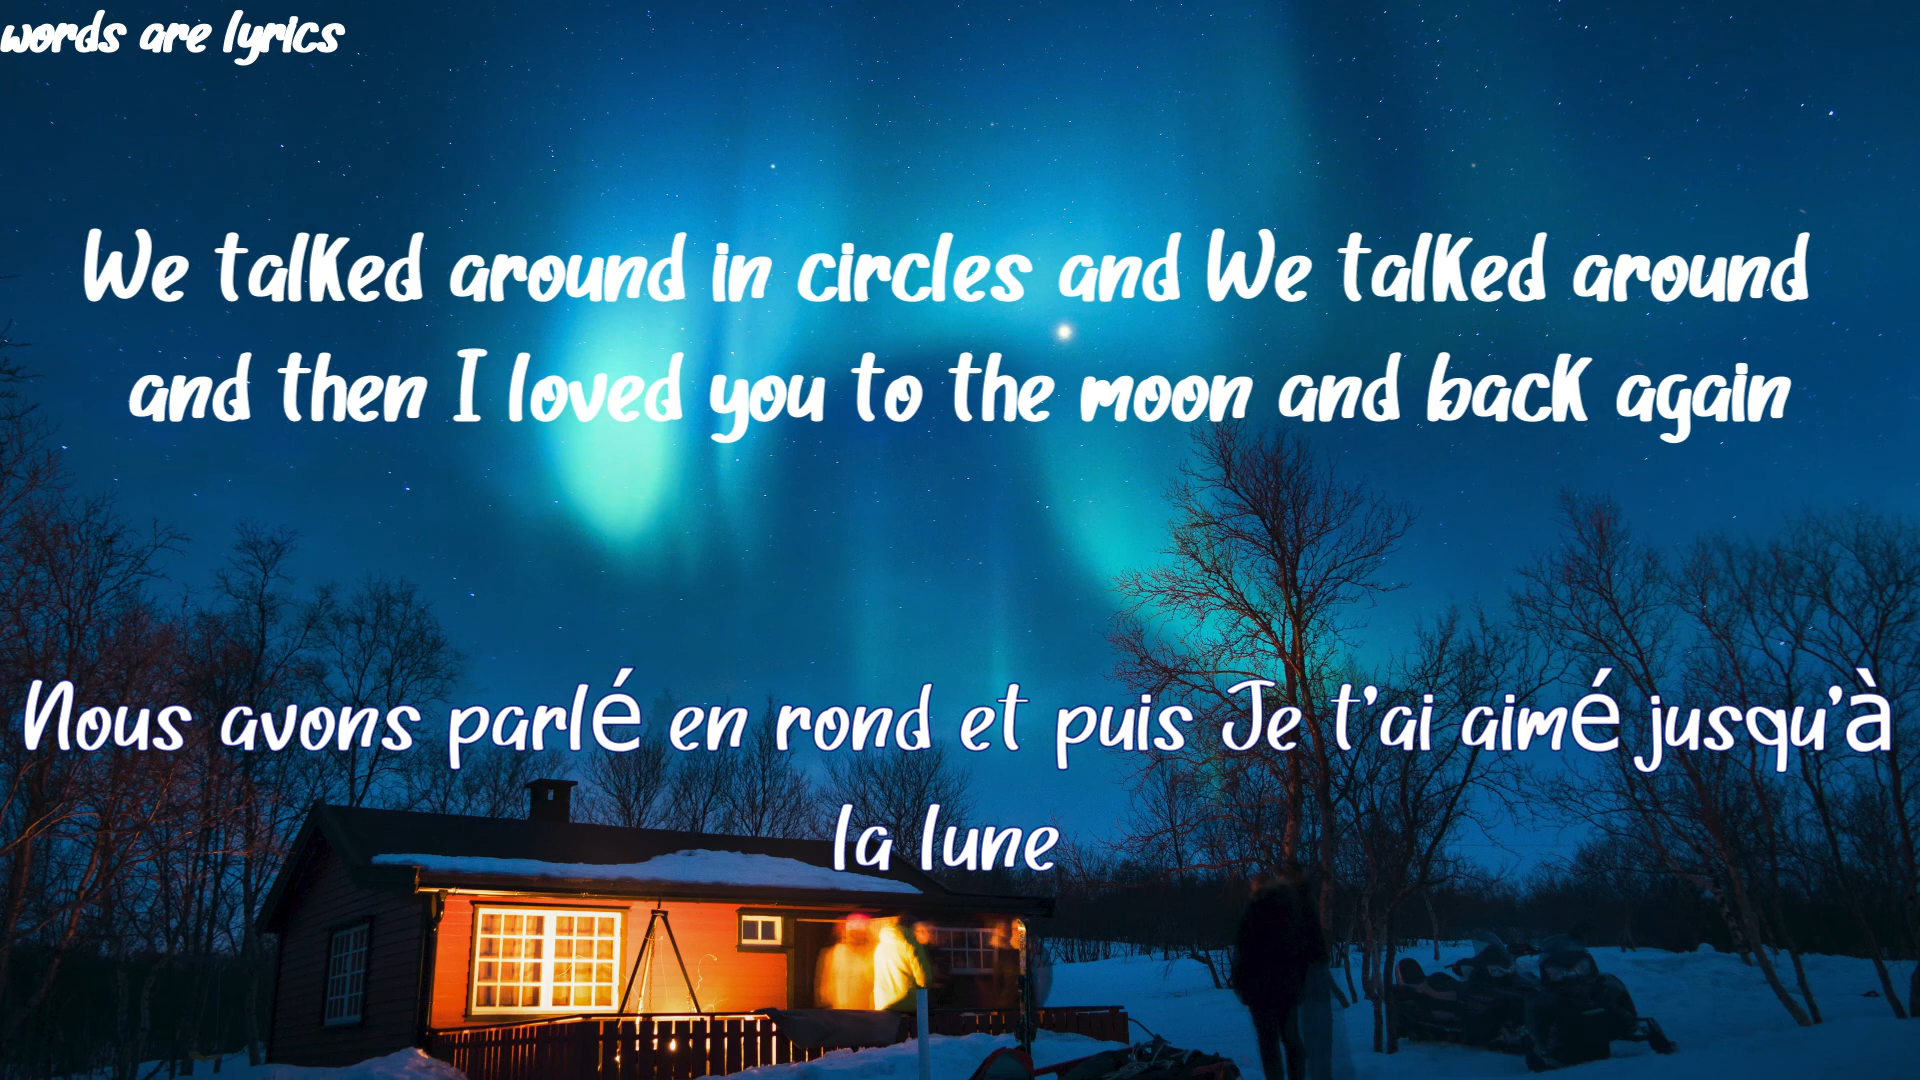 words are lyrics
We talked around in circles and We talked around
and then I loved you to the moon and back again
Nous avons parlé en rond et puis Je t'ai aimé jusqu'à
la lune